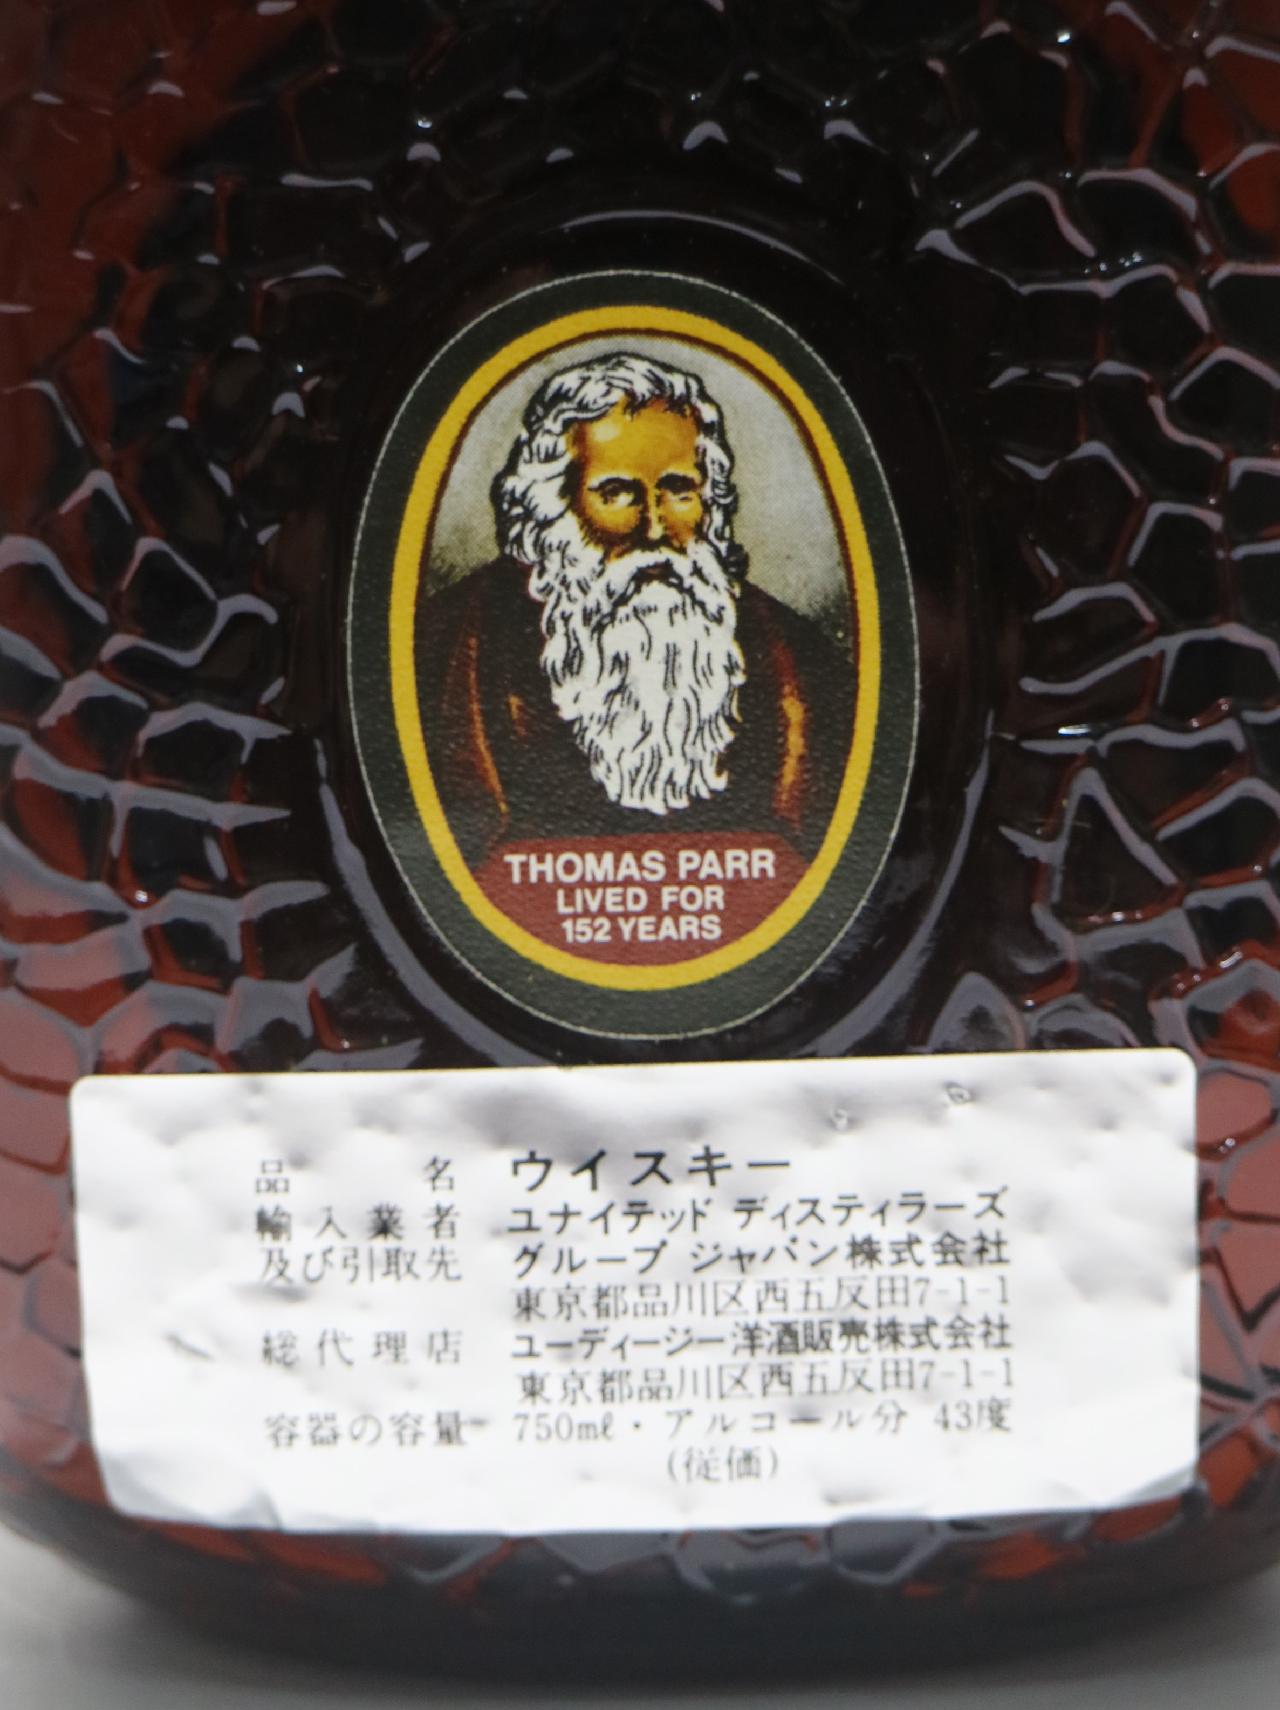 THOMAS PARR
LIVED FOR
152 YEARS
品 名 ウイスキー
輸入業者 ユナイテッド ディスティラーズ
及び引取先 グループ ジャパン株式会社
東京都品川区西五反田7-1-1
総代理店 ユーディージー洋酒販売株式会社
東京都品川区西五反田7-1-1
容器の容量 750mℓ・アルコール分 43度
(従価)